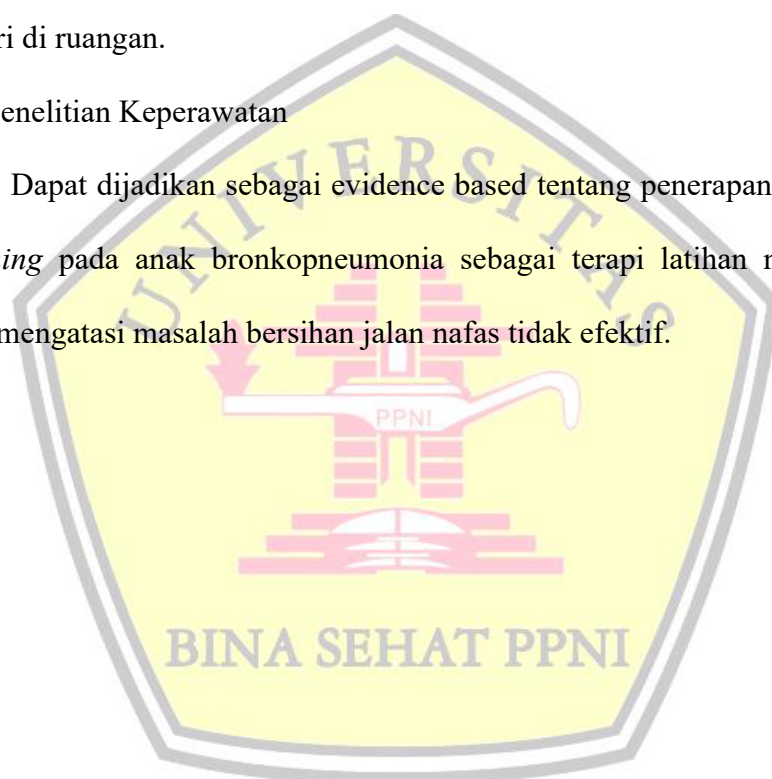 ri di ruangan.
enelitian Keperawatan
Dapat dijadikan sebagai evidence based tentang penerapan
ing pada anak bronkopneumonia sebagai terapi latihan
mengatasi masalah bersihan jalan nafas tidak efektif.
UNIVERSITAS
PPNI
BINA SEHAT PPNI